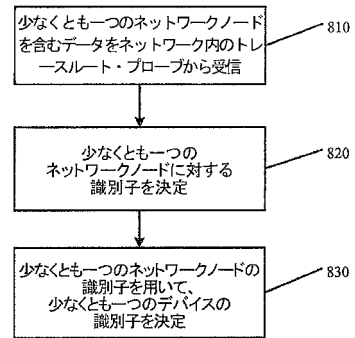 少なくとも一つのネットワークノード
を含むデータをネットワーク内のトレ
ースルート・プローブから受信
810
少なくとも一つの
ネットワークノードに対する
識別子を決定
820
少なくとも一つのネットワークノードの
識別子を用いて、
少なくとも一つのデバイスの
識別子を決定
830